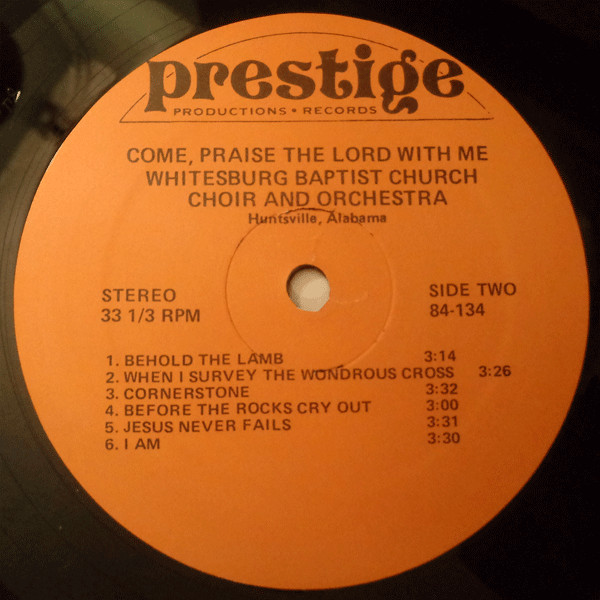 prestige
PRODUCTIONS • RECORDS
COME, PRAISE THE LORD WITH ME
WHITESBURG BAPTIST CHURCH
CHOIR AND ORCHESTRA
Huntsville, Alabama
STEREO
33 1/3 RPM
SIDE TWO
84-134
1. BEHOLD THE LAMB 3:14
2. WHEN I SURVEY THE WONDROUS CROSS 3:26
3. CORNERSTONE 3:32
4. BEFORE THE ROCKS CRY OUT 3:00
5. JESUS NEVER FAILS 3:31
6. I AM 3:30